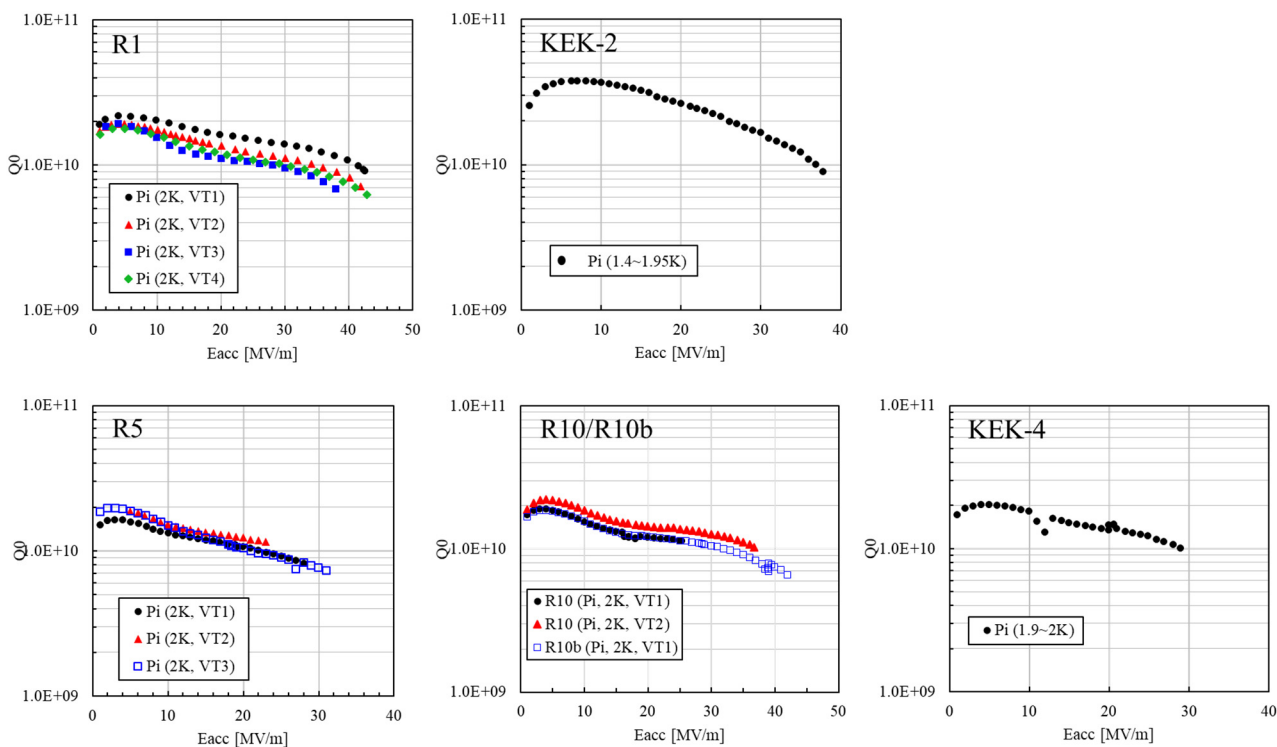 R1
1.0E+11
1.0E+10
1.0E+09
Q0
Pi (2K, VT1)
Pi (2K, VT2)
Pi (2K, VT3)
Pi (2K, VT4)
0 10 20 30 40 50
Eacc [MV/m]
KEK-2
1.0E+11
1.0E+10
1.0E+09
Q0
Pi (1.4~1.95K)
0 10 20 30 40
Eacc [MV/m]
R5
1.0E+11
1.0E+10
1.0E+09
Q0
Pi (2K, VT1)
Pi (2K, VT2)
Pi (2K, VT3)
0 10 20 30 40
Eacc [MV/m]
R10/R10b
1.0E+11
1.0E+10
1.0E+09
Q0
R10 (Pi, 2K, VT1)
R10 (Pi, 2K, VT2)
R10b (Pi, 2K, VT1)
0 10 20 30 40 50
Eacc [MV/m]
KEK-4
1.0E+11
1.0E+10
1.0E+09
Q0
Pi (1.9~2K)
0 10 20 30 40
Eacc [MV/m]